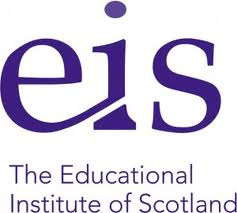 eis
The Educational
Institute of Scotland